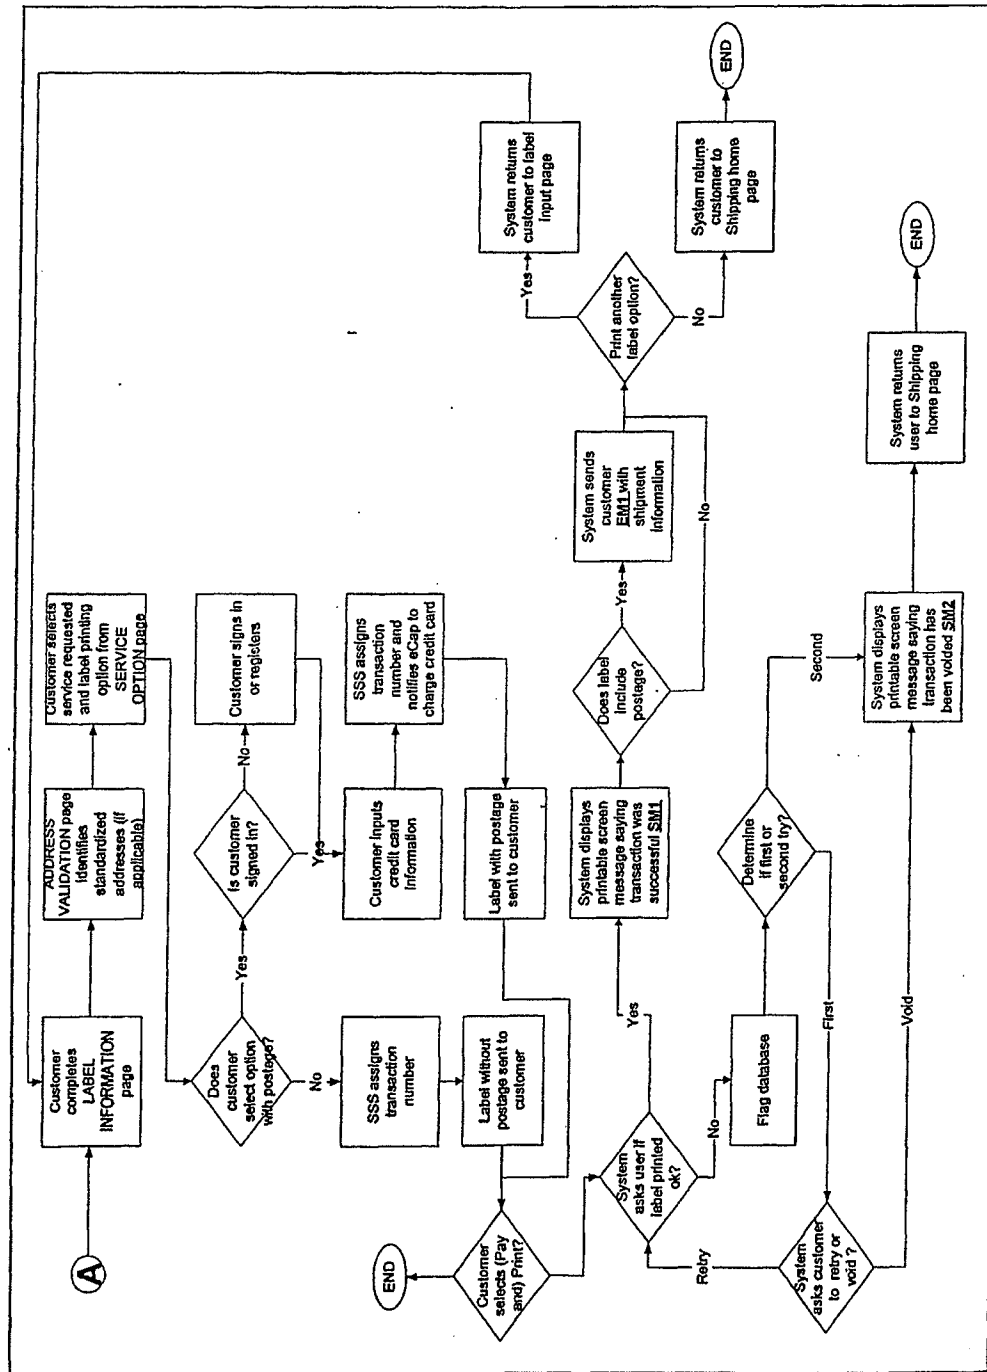 A
Customer
completes
LABEL
INFORMATION
page
ADDRESS
VALIDATION page
identifies
standardized
addresses (if
applicable)
Customer selects
service requested
and label printing
option from
SERVICE
OPTION page
Does
customer
select option
with postage?
Yes
No
Is customer
signed in?
No
Yes
Customer signs in
or registers
SSS assigns
transaction
number
Customer inputs
credit card
Information
SSS assigns
transaction
number and
notifies eCap to
charge credit card
Label without
postage sent to
customer
Label with postage
sent to customer
END
Customer
selects (Pay
and) Print?
System
asks user if
label printed
ok?
Yes
No
System displays
printable screen
message saying
transaction was
successful SM1
Does label
Include
postage?
Yes
No
System sends
customer
EM1 with
shipment
Information
Print another
label option?
Yes
No
System returns
customer to label
Input page
System returns
customer to
Shipping home
page
END
Flag database
Determine
if first or
second try?
First
Second
System
asks customer
to retry or
void ?
Retry
Void
System displays
printable screen
message saying
transaction has
been voided SM2
System returns
user to Shipping
home page
END